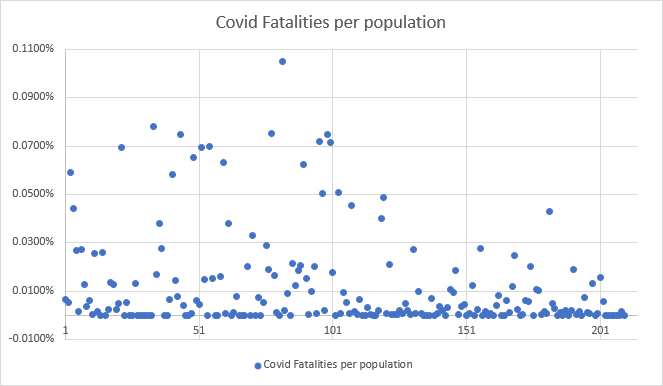 Covid Fatalities per population
0.1100%
0.0900%
0.0700%
0.0500%
0.0300%
0.0100%
-0.0100%
1 51 101 151 201
Covid Fatalities per population